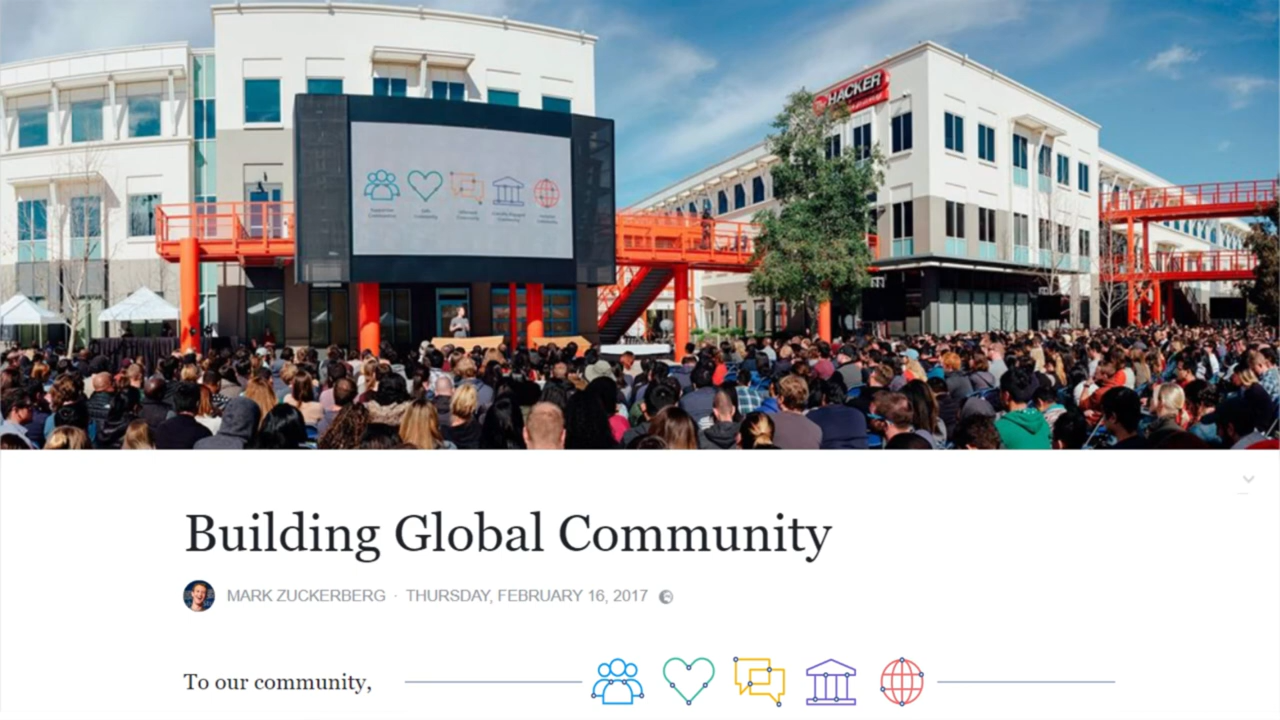 HACKER
Building Global Community
MARK ZUCKERBERG · THURSDAY, FEBRUARY 16, 2017
To our community,